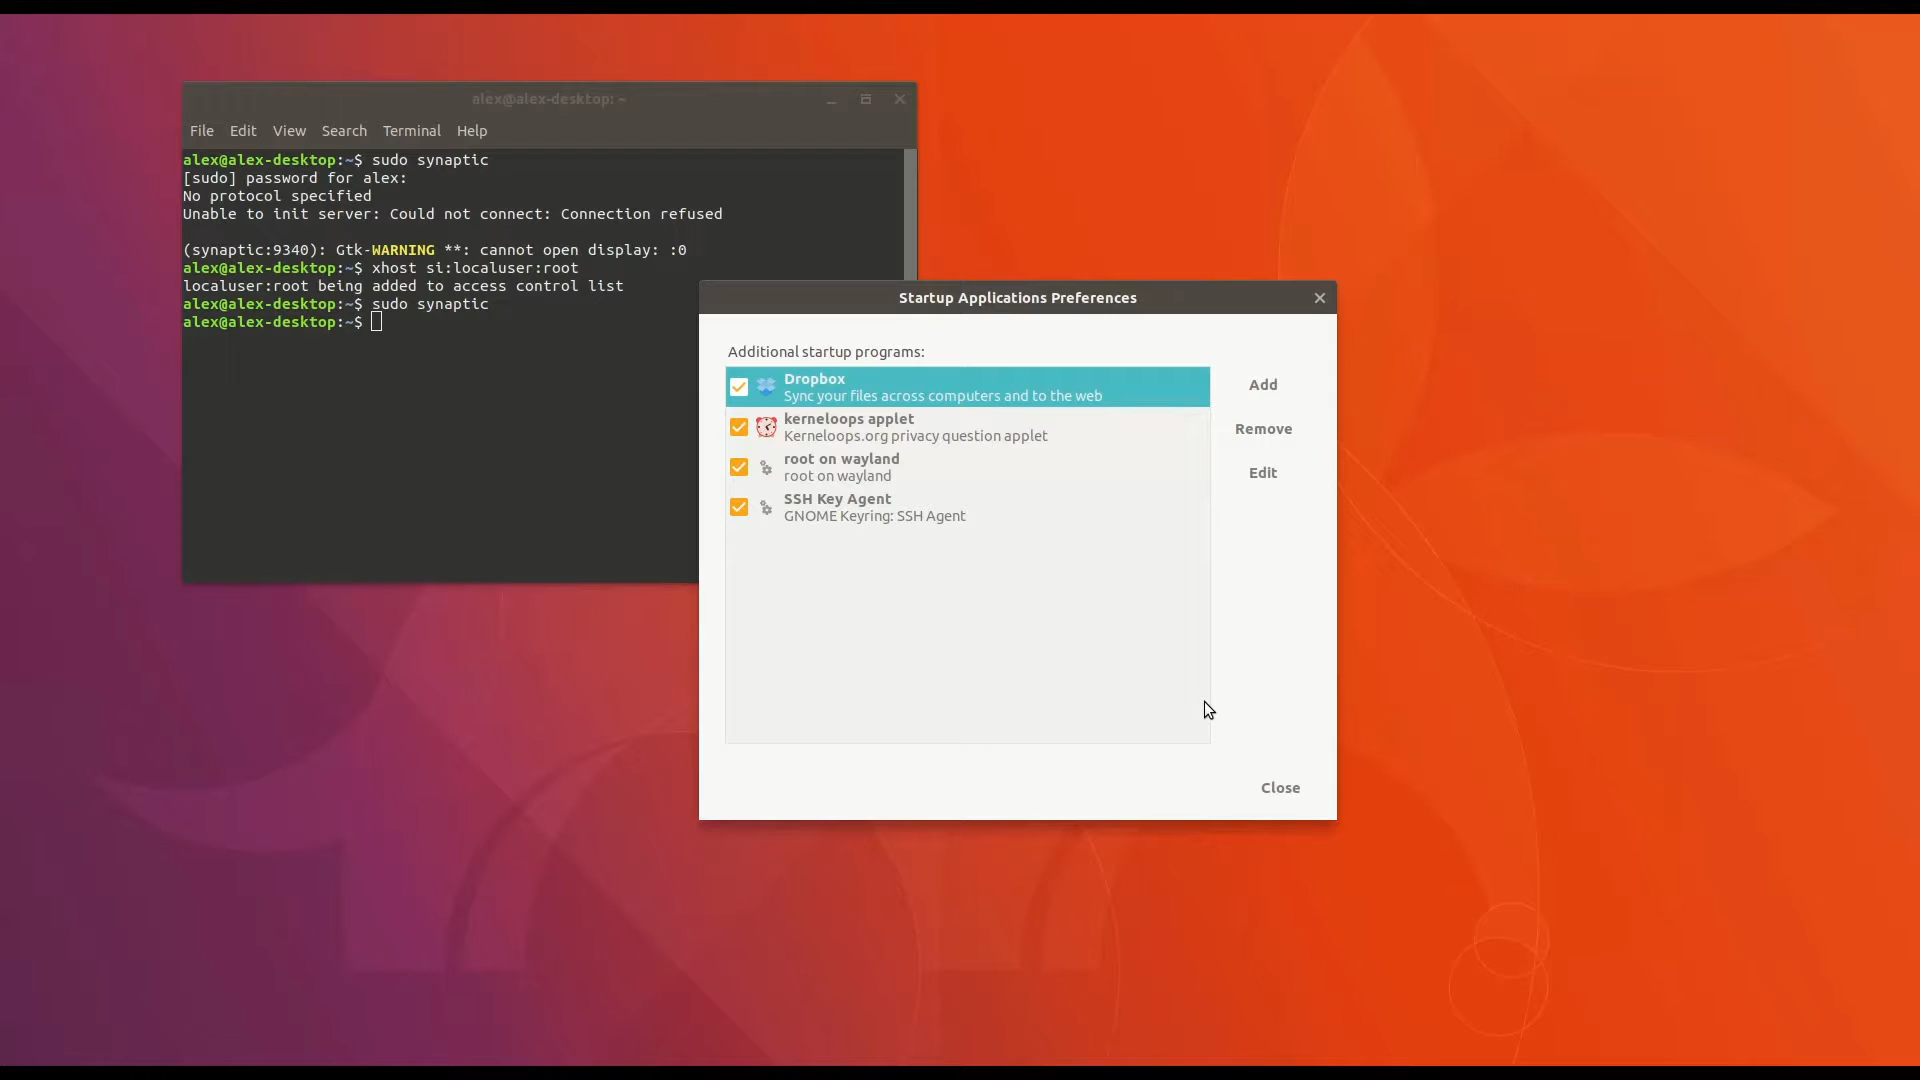 alex@alex-desktop: ~
File Edit View Search Terminal Help
alex@alex-desktop:~$ sudo synaptic
[sudo] password for alex:
No protocol specified
Unable to init server: Could not connect: Connection refused
(synaptic:9340): Gtk-WARNING **: cannot open display: :0
alex@alex-desktop:~$ xhost si:localuser:root
localuser:root being added to access control list
alex@alex-desktop:~$ sudo synaptic
alex@alex-desktop:~$
Startup Applications Preferences
Additional startup programs:
Dropbox
Sync your files across computers and to the web
kerneloops applet
Kerneloops.org privacy question applet
root on wayland
root on wayland
SSH Key Agent
GNOME Keyring: SSH Agent
Add
Remove
Edit
Close